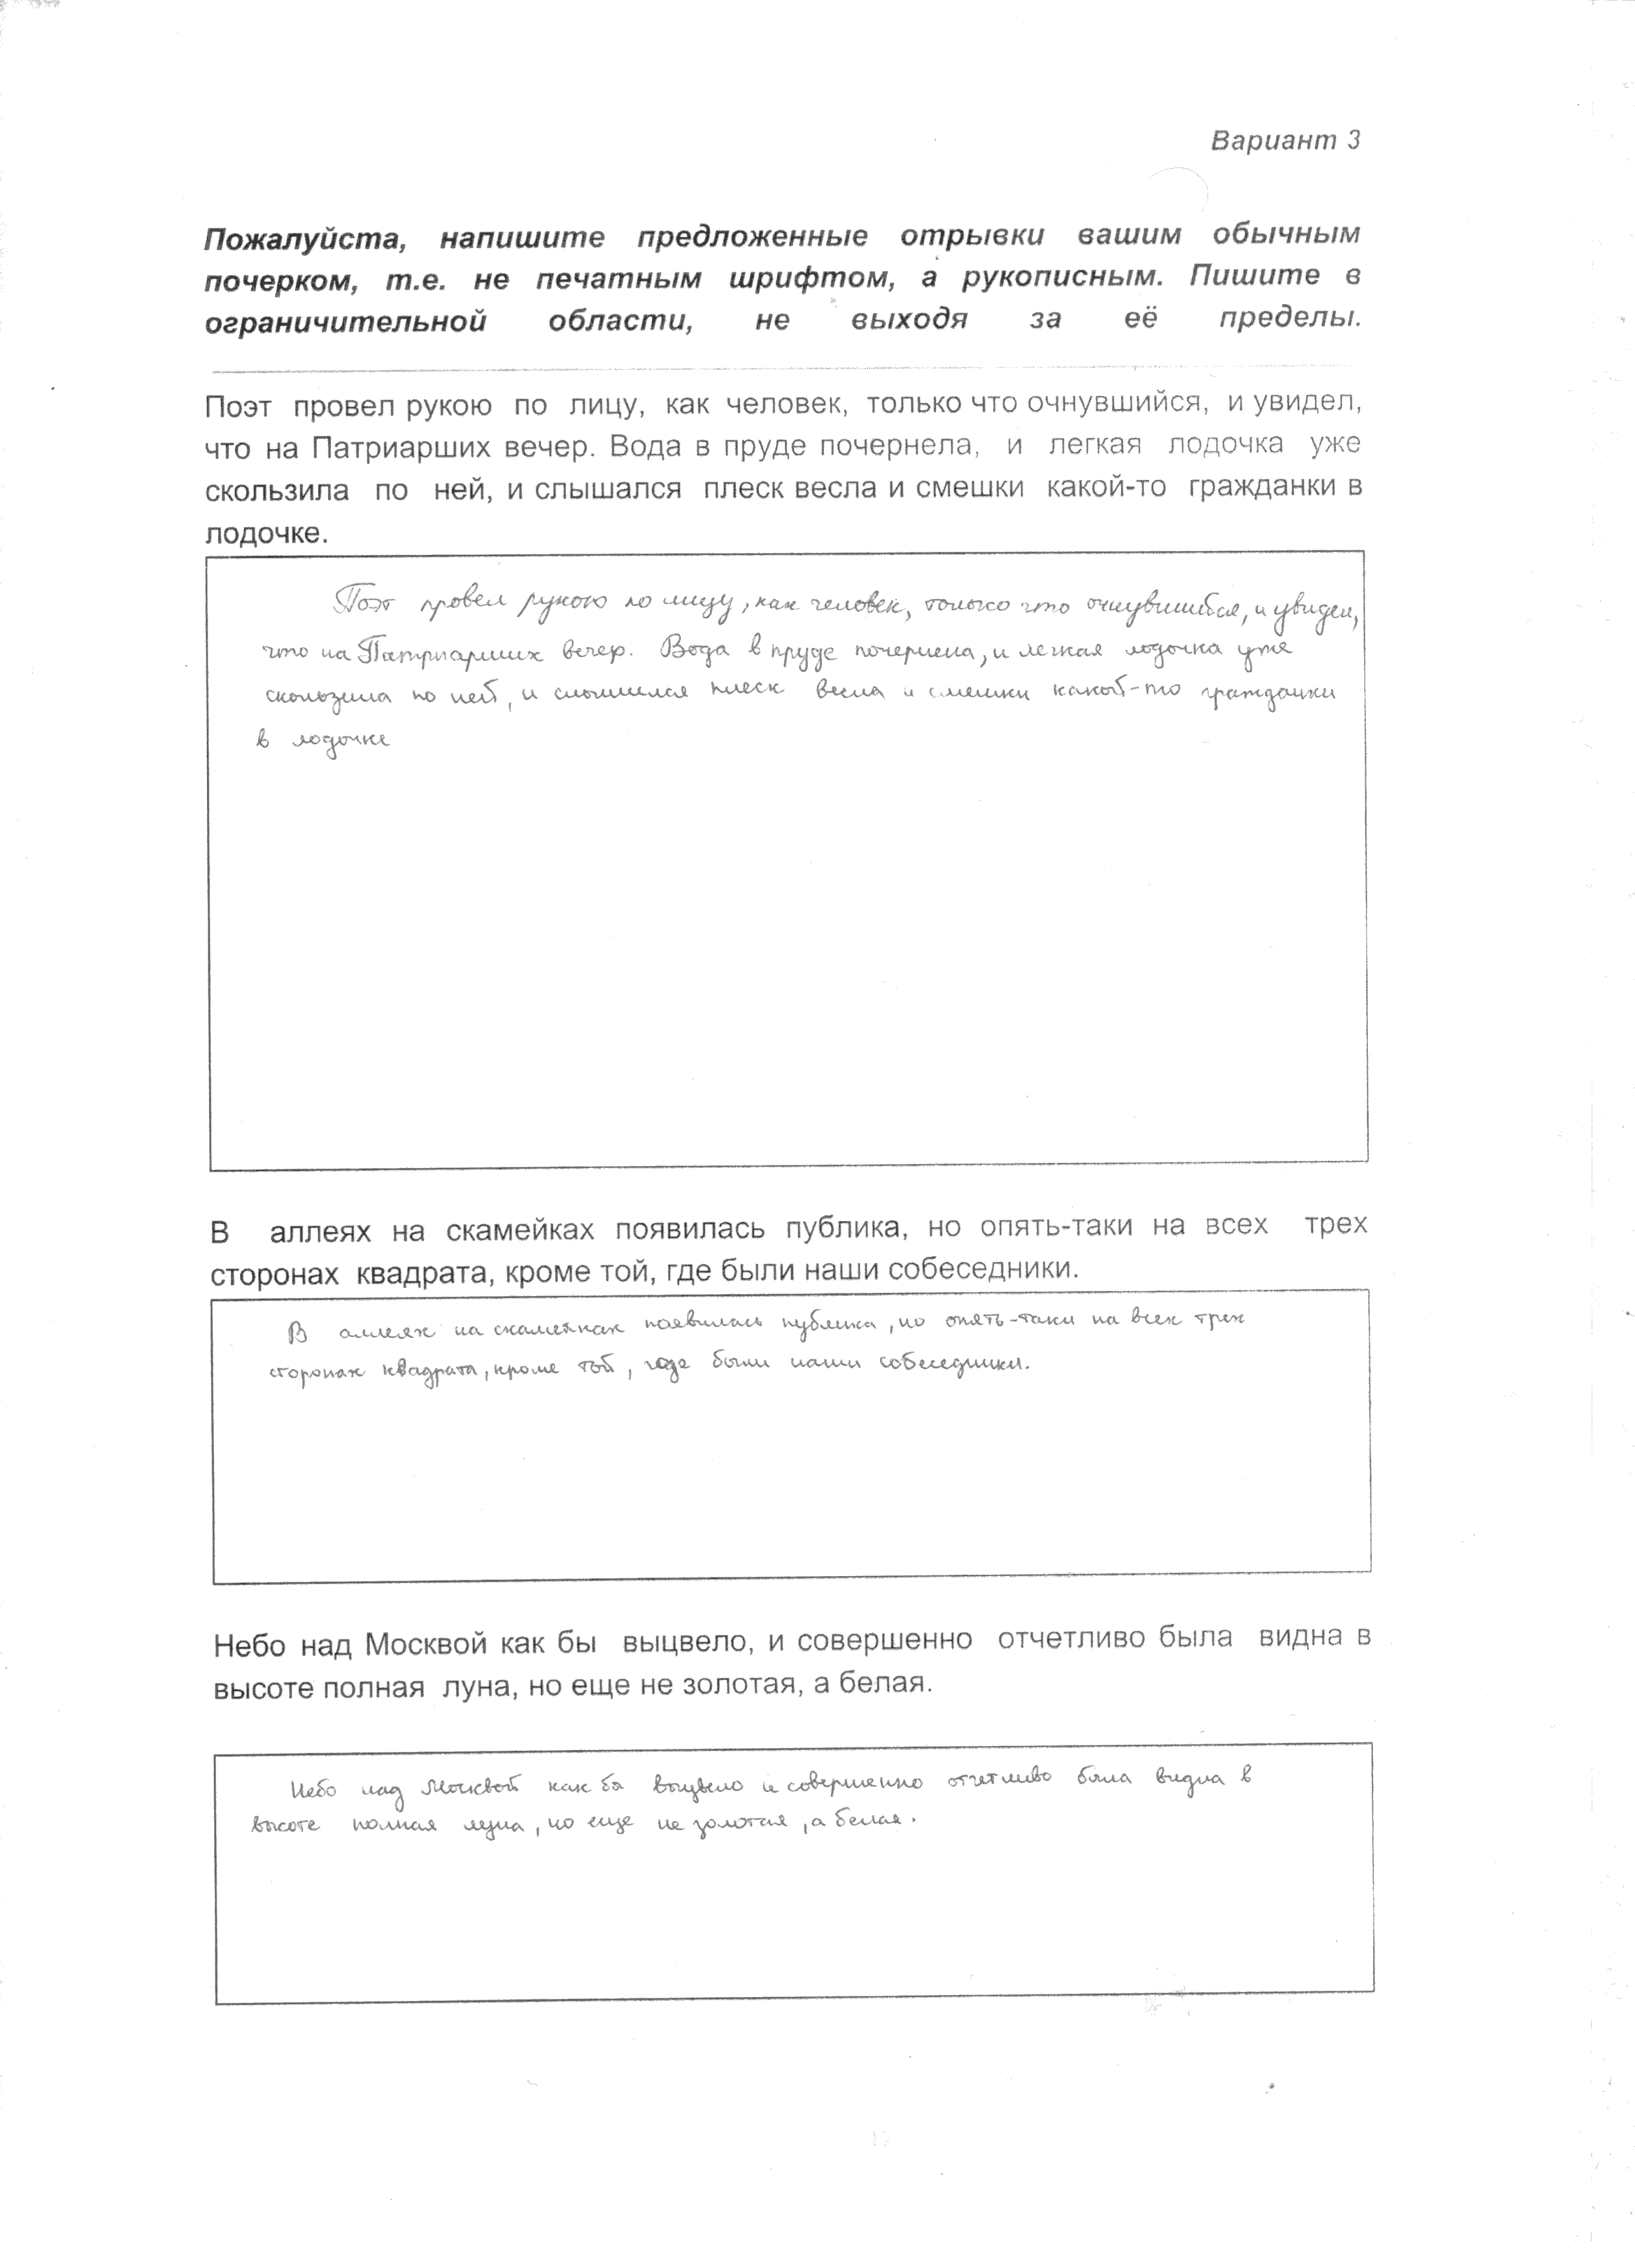 Вариант 3
Пожалуйста, напишите предложенные отрывки вашим обычным
почерком, т.е. не печатным шрифтом, а рукописным. Пишите в
ограничительной области, не выходя за её пределы.
Поэт провел рукою по лицу, как человек, только что очнувшийся, и увидел,
что на Патриарших вечер. Вода в пруде почернела, и легкая лодочка уже
скользила по ней, и слышался плеск весла и смешки какой-то гражданки в
лодочке.
Поэт провел рукою по лицу, как человек, только что очнувшийся, и увидел,
что на Патриарших вечер. Вода в пруде почернела, и легкая лодочка уже
скользила по ней, и слышался плеск весла и смешки какой-то гражданки
в лодочке
В аллеях на скамейках появилась публика, но опять-таки на всех трех
сторонах квадрата, кроме той, где были наши собеседники.
В аллеях на скамейках появилась публика, но опять-таки на всех трех
сторонах квадрата, кроме той, где были наши собеседники.
Небо над Москвой как бы выцвело, и совершенно отчетливо была видна в
высоте полная луна, но еще не золотая, а белая.
Небо над Москвой как бы выцвело и совершенно отчетливо была видна в
высоте полная луна, но еще не золотая, а белая.